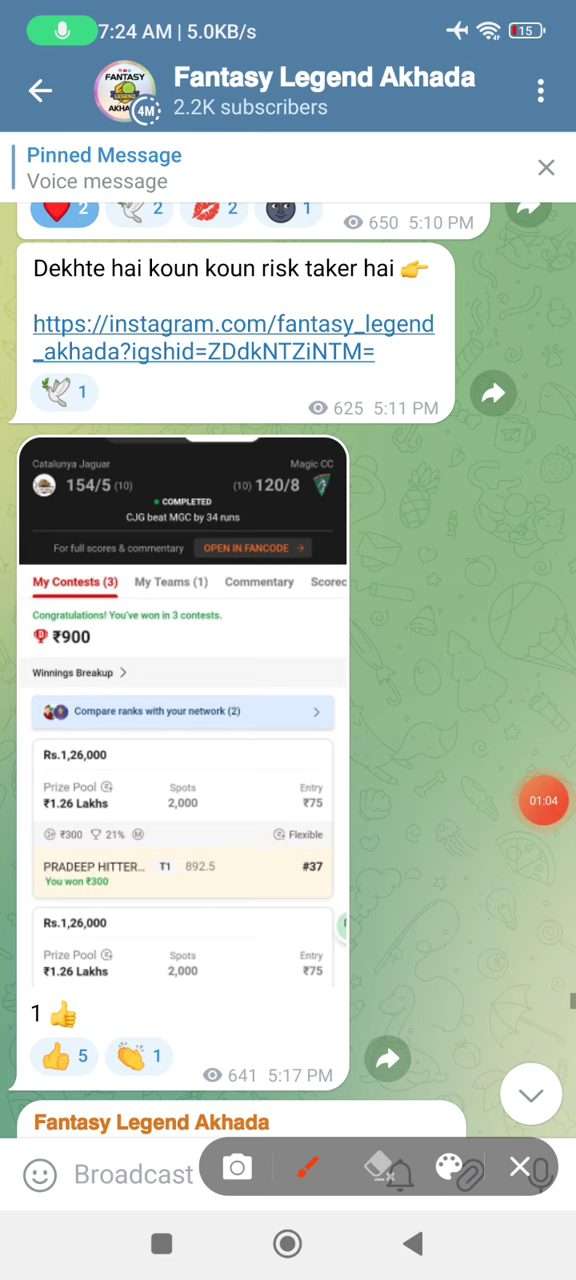 7:24 AM | 5.0KB/s
15
FANTASY
LEGEND
AKHA
4M
Fantasy Legend Akhada
2.2K subscribers
Pinned Message
Voice message
2 2 2 1 650 5:10 PM
Dekhte hai koun koun risk taker hai 👉
https://instagram.com/fantasy_legend
_akhada?igshid=ZDdkNTZiNTM=
🕊 1
625 5:11 PM
Catalunya Jaguar Magic CC
154/5 (10) (10) 120/8
COMPLETED
CJG beat MGC by 34 runs
For full scores & commentary OPEN IN FANCODE →
My Contests (3) My Teams (1) Commentary Scorec
Congratulations! You've won in 3 contests.
₹900
Winnings Breakup >
Compare ranks with your network (2) >
Rs.1,26,000
Prize Pool Spots Entry
₹1.26 Lakhs 2,000 ₹75
₹300 21% M Flexible
PRADEEP HITTER... T1 892.5 #37
You won ₹300
Rs.1,26,000
Prize Pool Spots Entry
₹1.26 Lakhs 2,000 ₹75
01:04
1 👍
👍 5 👏 1
641 5:17 PM
Fantasy Legend Akhada
Broadcast